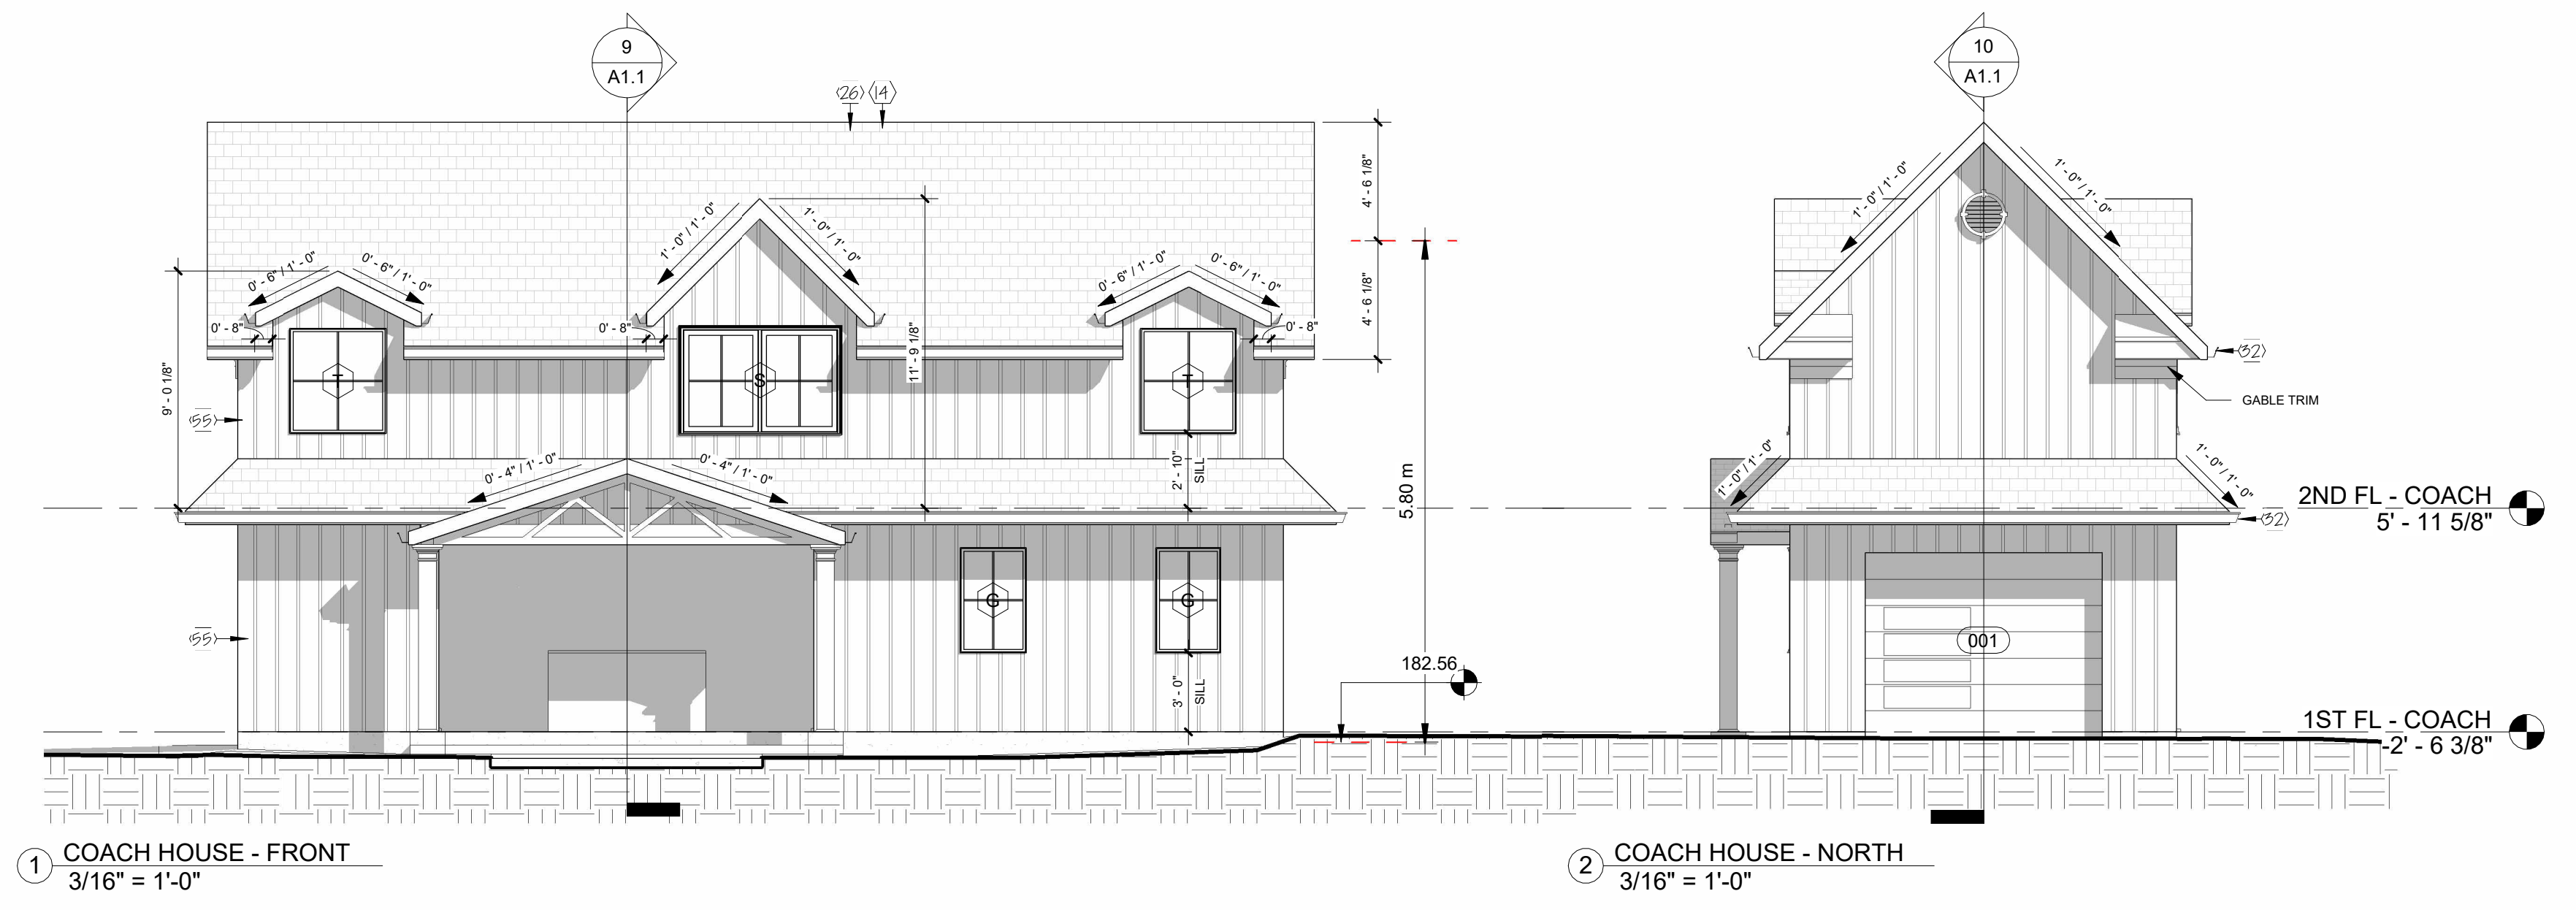 9
A1.1
10
A1.1
26
14
4' - 6 1/8"
4' - 6 1/8"
1' - 0" / 1' - 0"
1' - 0" / 1' - 0"
1' - 0" / 1' - 0"
1' - 0" / 1' - 0"
0' - 6" / 1' - 0"
0' - 6" / 1' - 0"
0' - 6" / 1' - 0"
0' - 6" / 1' - 0"
0' - 8"
0' - 8"
0' - 8"
9' - 0 1/8"
11' - 9 1/8"
T
S
T
32
GABLE TRIM
55
0' - 4" / 1' - 0"
0' - 4" / 1' - 0"
2' - 10"
SILL
5.80 m
1' - 0" / 1' - 0"
1' - 0" / 1' - 0"
2ND FL - COACH
5' - 11 5/8"
32
G
G
55
001
182.56
3' - 0"
SILL
1ST FL - COACH
-2' - 6 3/8"
1
COACH HOUSE - FRONT
3/16" = 1'-0"
2
COACH HOUSE - NORTH
3/16" = 1'-0"